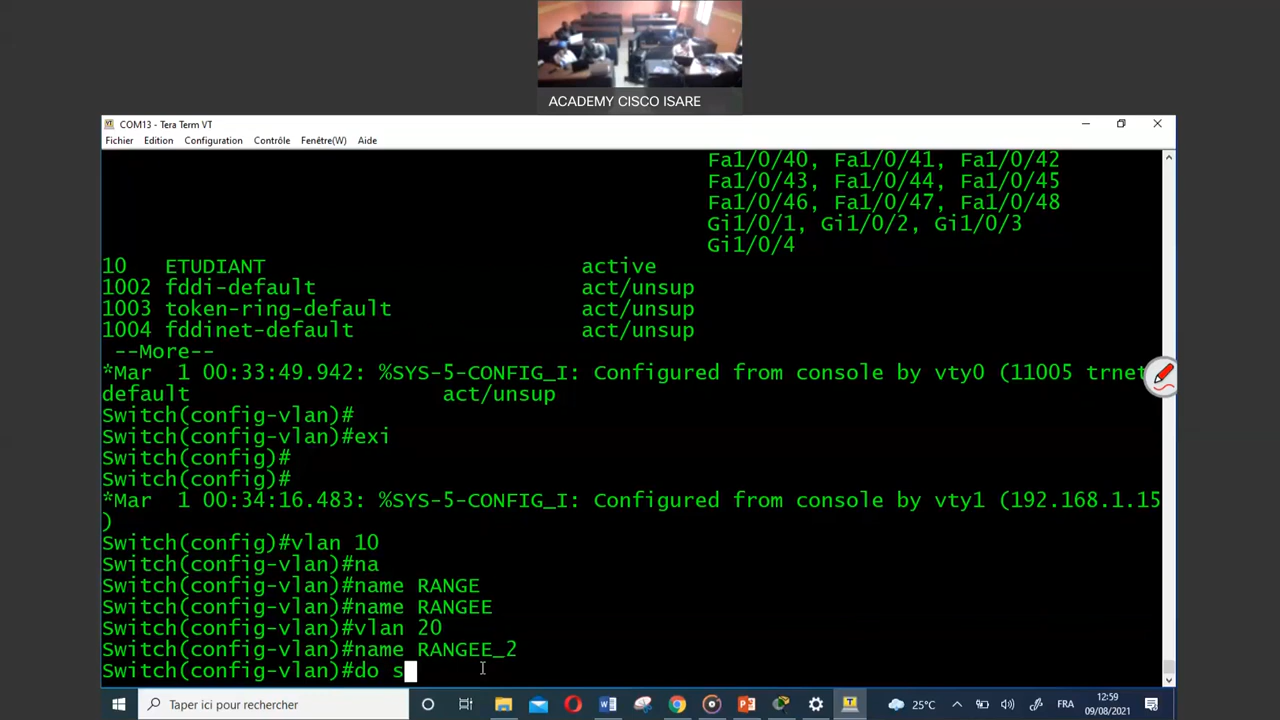 ACADEMY CISCO ISARE
COM13 - Tera Term VT
Fichier Edition Configuration Contrôle Fenêtre(W) Aide
Fa1/0/40, Fa1/0/41, Fa1/0/42
Fa1/0/43, Fa1/0/44, Fa1/0/45
Fa1/0/46, Fa1/0/47, Fa1/0/48
Gi1/0/1, Gi1/0/2, Gi1/0/3
Gi1/0/4
10 ETUDIANT active
1002 fddi-default act/unsup
1003 token-ring-default act/unsup
1004 fddinet-default act/unsup
--More--
*Mar 1 00:33:49.942: %SYS-5-CONFIG_I: Configured from console by vty0 (11005 trnet
default act/unsup
Switch(config-vlan)#
Switch(config-vlan)#exi
Switch(config)#
Switch(config)#
*Mar 1 00:34:16.483: %SYS-5-CONFIG_I: Configured from console by vty1 (192.168.1.15
)
Switch(config)#vlan 10
Switch(config-vlan)#na
Switch(config-vlan)#name RANGE
Switch(config-vlan)#name RANGEE
Switch(config-vlan)#vlan 20
Switch(config-vlan)#name RANGEE_2
Switch(config-vlan)#do s
Taper ici pour rechercher
25°C
FRA
12:59
09/08/2021